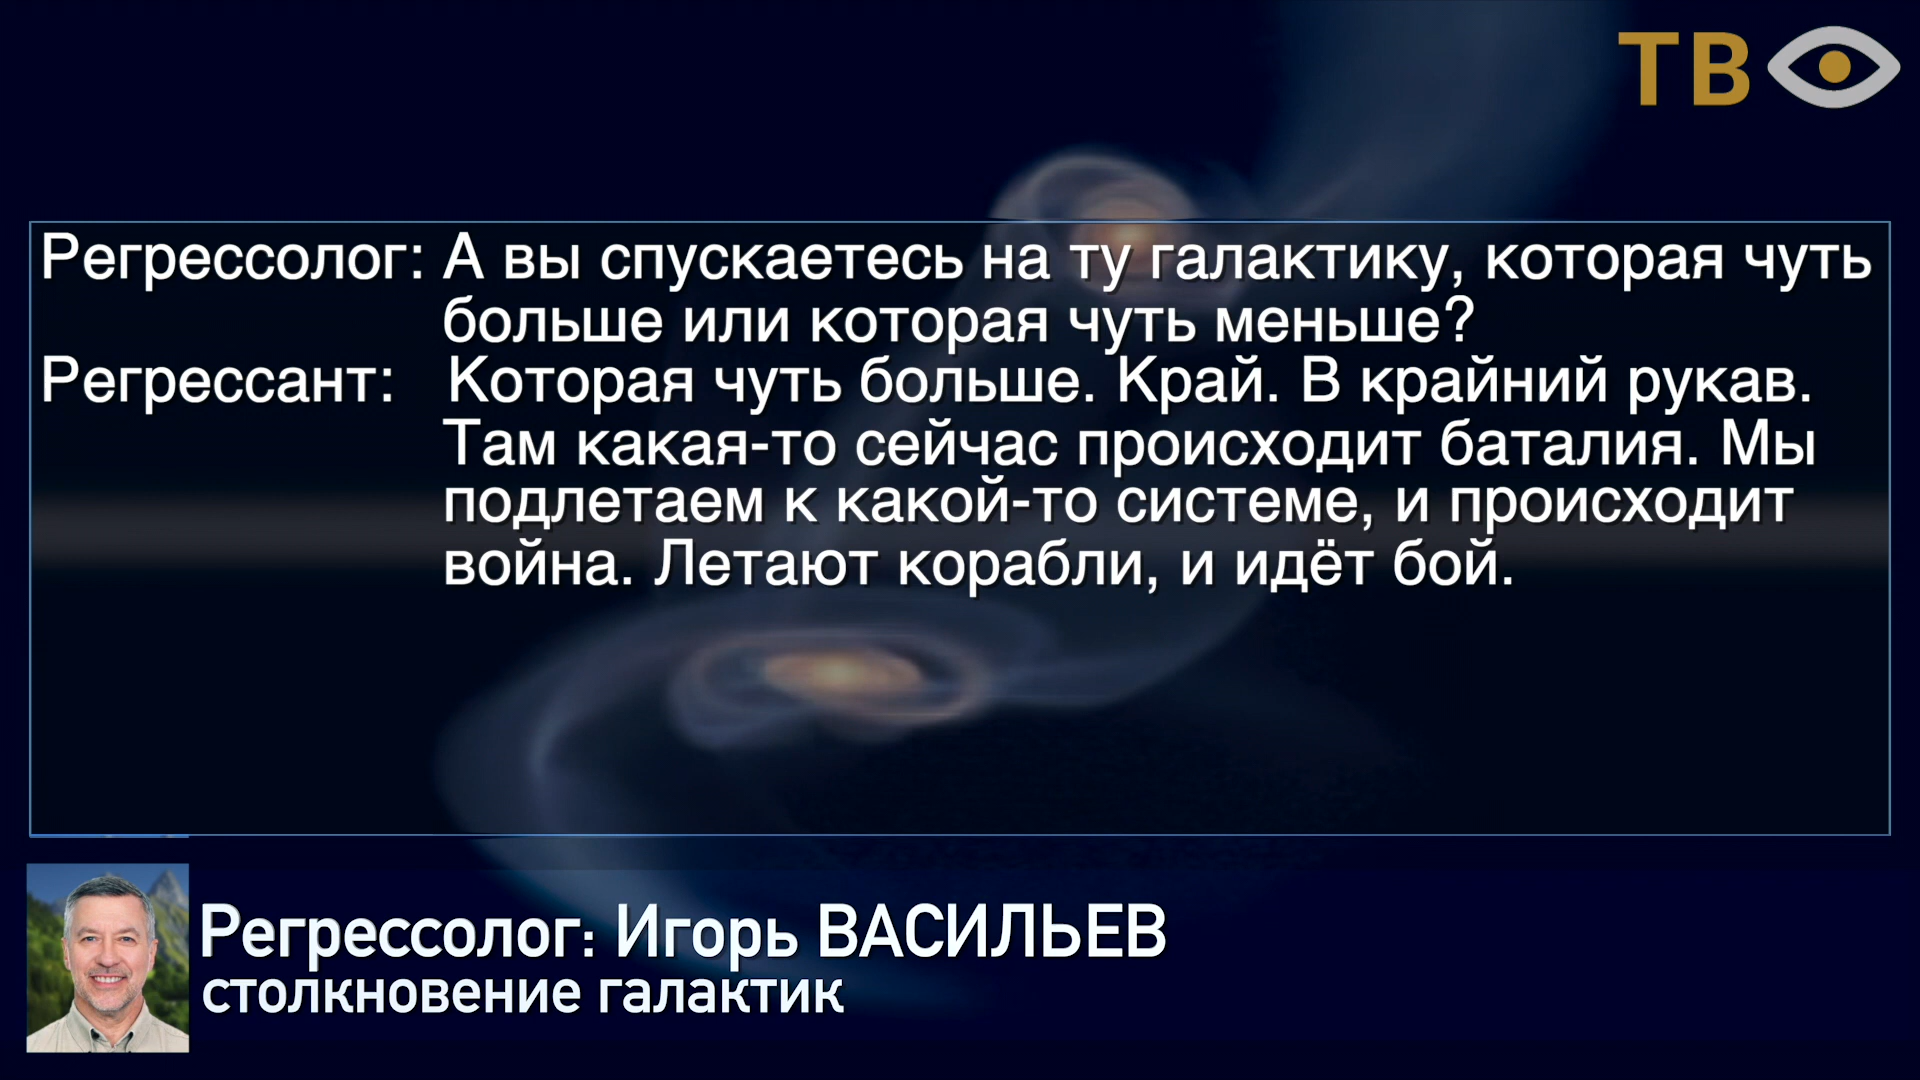 ТВ
Регрессолог: А вы спускаетесь на ту галактику, которая чуть
больше или которая чуть меньше?
Регрессант: Которая чуть больше. Край. В крайний рукав.
Там какая-то сейчас происходит баталия. Мы
подлетаем к какой-то системе, и происходит
война. Летают корабли, и идёт бой.
Регрессолог: Игорь ВАСИЛЬЕВ
столкновение галактик